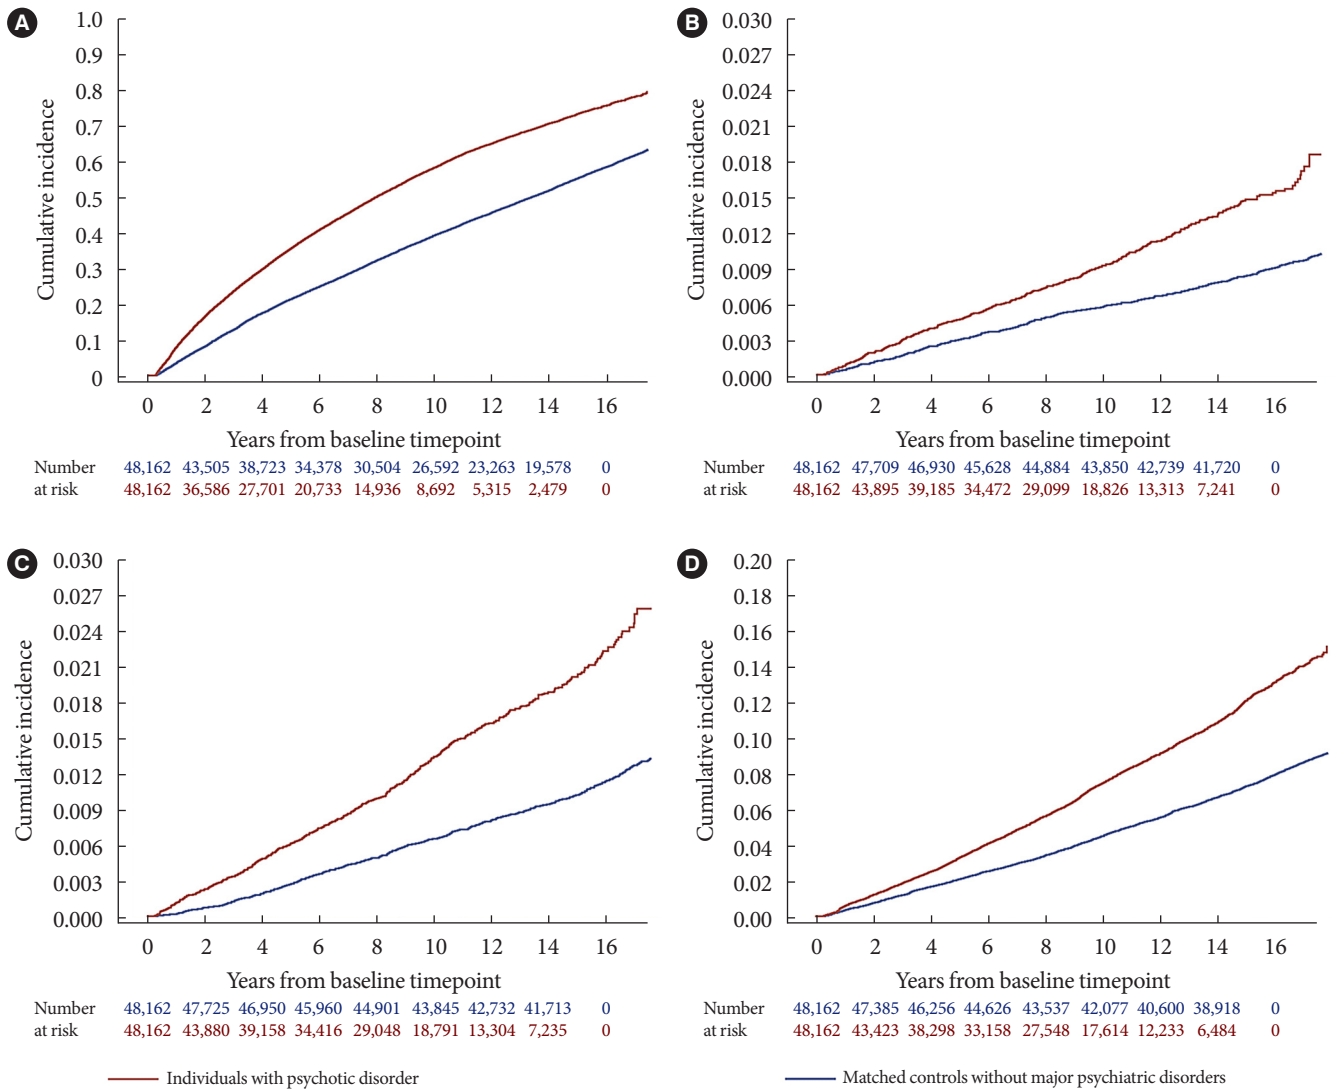 A
1.0
0.9
0.8
0.7
0.6
0.5
0.4
0.3
0.2
0.1
0
Cumulative incidence
0 2 4 6 8 10 12 14 16
Years from baseline timepoint
Number 48,162 43,505 38,723 34,378 30,504 26,592 23,263 19,578 0
at risk 48,162 36,586 27,701 20,733 14,936 8,692 5,315 2,479 0
B
0.030
0.027
0.024
0.021
0.018
0.015
0.012
0.009
0.006
0.003
0.000
Cumulative incidence
0 2 4 6 8 10 12 14 16
Years from baseline timepoint
Number 48,162 47,709 46,930 45,628 44,884 43,850 42,739 41,720 0
at risk 48,162 43,895 39,185 34,472 29,099 18,826 13,313 7,241 0
C
0.030
0.027
0.024
0.021
0.018
0.015
0.012
0.009
0.006
0.003
0.000
Cumulative incidence
0 2 4 6 8 10 12 14 16
Years from baseline timepoint
Number 48,162 47,725 46,950 45,960 44,901 43,845 42,732 41,713 0
at risk 48,162 43,880 39,158 34,416 29,048 18,791 13,304 7,235 0
D
0.20
0.18
0.16
0.14
0.12
0.10
0.08
0.06
0.04
0.02
0.00
Cumulative incidence
0 2 4 6 8 10 12 14 16
Years from baseline timepoint
Number 48,162 47,385 46,256 44,626 43,537 42,077 40,600 38,918 0
at risk 48,162 43,423 38,298 33,158 27,548 17,614 12,233 6,484 0
Individuals with psychotic disorder
Matched controls without major psychiatric disorders